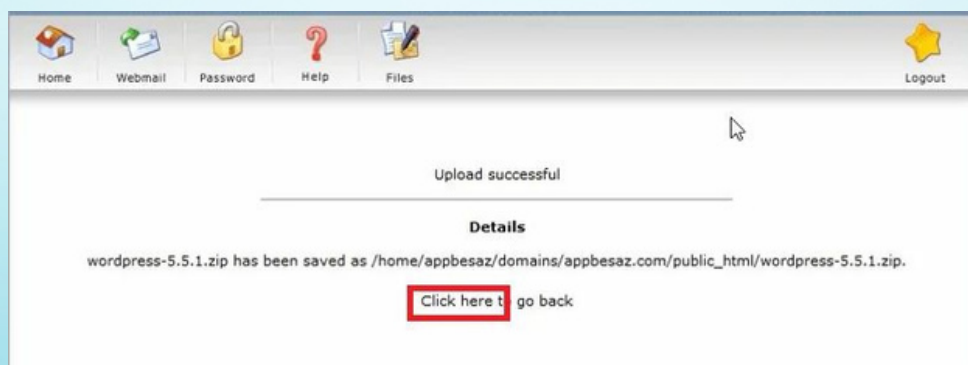 Home Webmail Password Help Files Logout
Upload successful
Details
wordpress-5.5.1.zip has been saved as /home/appbesaz/domains/appbesaz.com/public_html/wordpress-5.5.1.zip.
Click here to go back